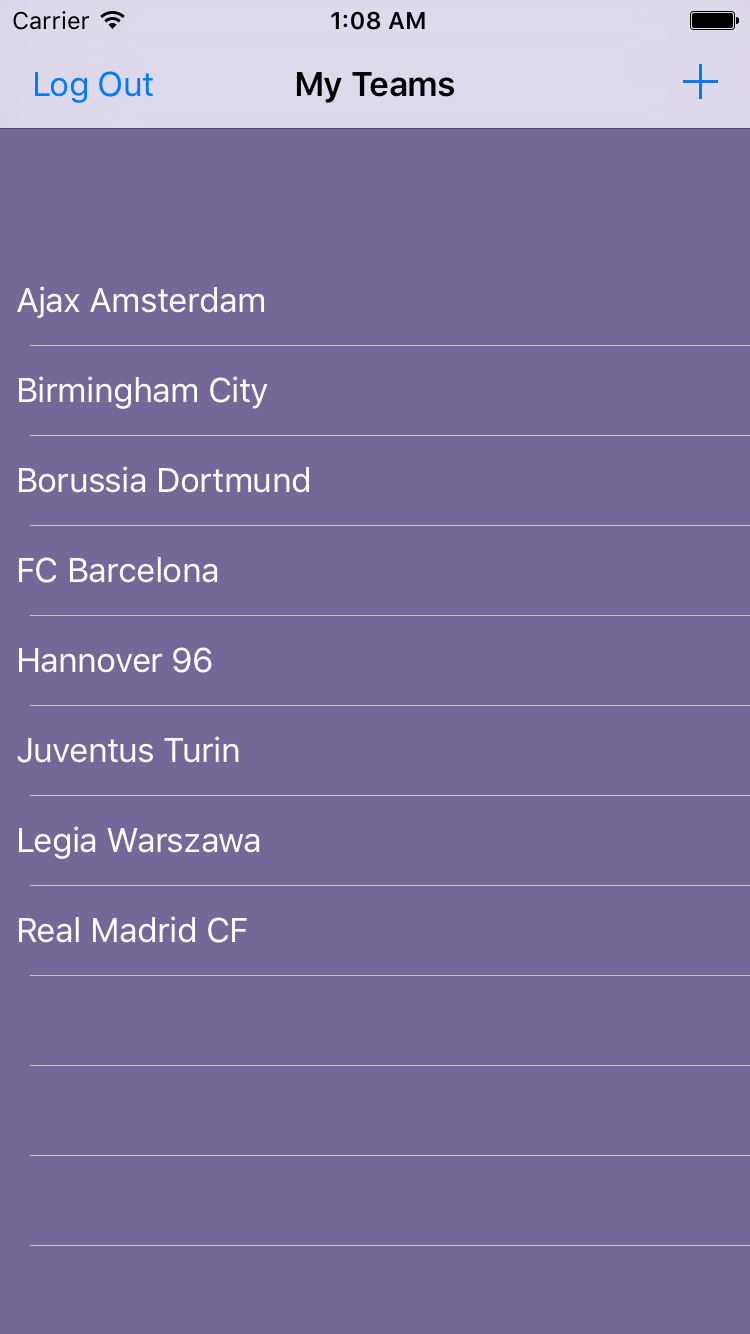 Carrier 1:08 AM
Log Out My Teams +
Ajax Amsterdam
Birmingham City
Borussia Dortmund
FC Barcelona
Hannover 96
Juventus Turin
Legia Warszawa
Real Madrid CF